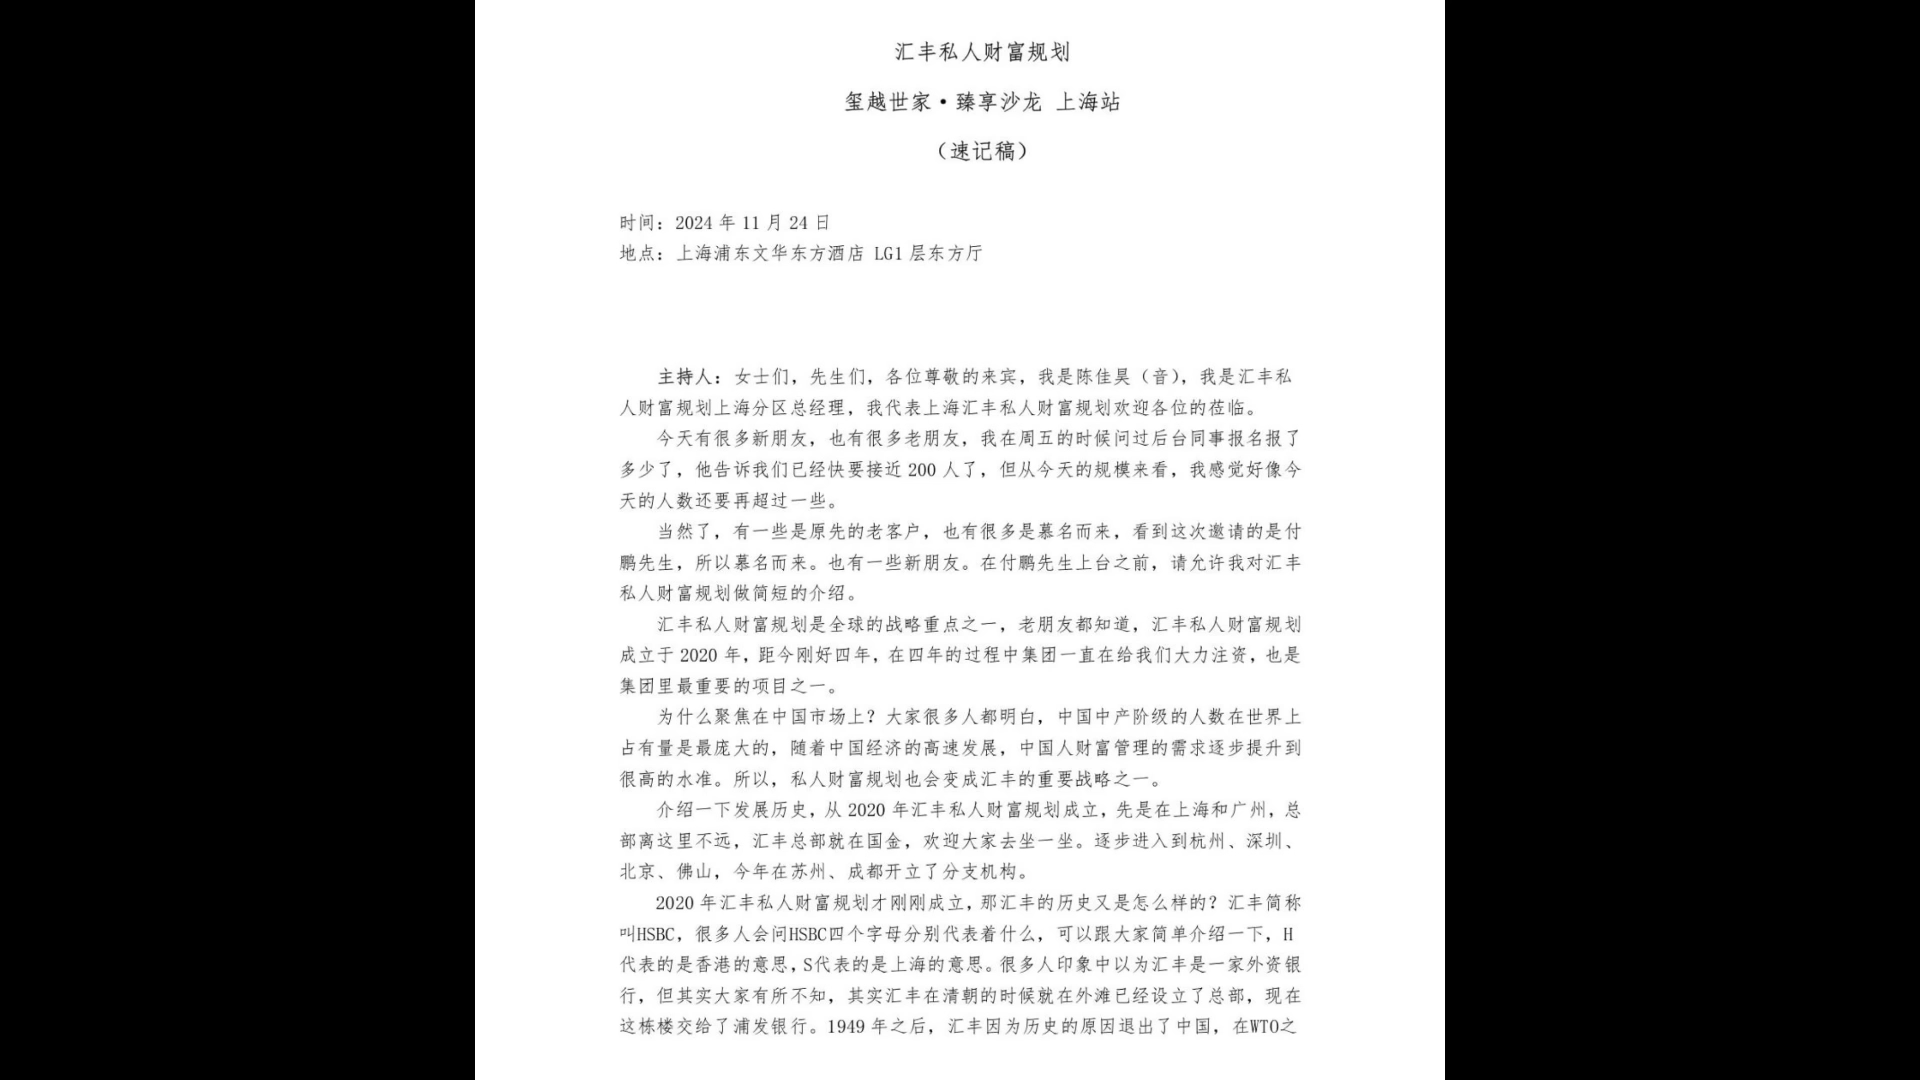 汇丰私人财富规划
玺越世家·臻享沙龙 上海站
（速记稿）
时间：2024 年 11 月 24 日
地点：上海浦东文华东方酒店 LG1 层东方厅
主持人：女士们，先生们，各位尊敬的来宾，我是陈佳昊（音），我是汇丰私
人财富规划上海分区总经理，我代表上海汇丰私人财富规划欢迎各位的莅临。
今天有很多新朋友，也有很多老朋友，我在周五的时候问过后台同事报名报了
多少了，他告诉我们已经快要接近 200 人了，但从今天的规模来看，我感觉好像今
天的人数还要再超过一些。
当然了，有一些是原先的老客户，也有很多是慕名而来，看到这次邀请的是付
鹏先生，所以慕名而来。也有一些新朋友。在付鹏先生上台之前，请允许我对汇丰
私人财富规划做简短的介绍。
汇丰私人财富规划是全球的战略重点之一，老朋友都知道，汇丰私人财富规划
成立于 2020 年，距今刚好四年，在四年的过程中集团一直在给我们大力注资，也是
集团里最重要的项目之一。
为什么聚焦在中国市场上？大家很多人都明白，中国中产阶级的人数在世界上
占有量是最庞大的，随着中国经济的高速发展，中国人财富管理的需求逐步提升到
很高的水准。所以，私人财富规划也会变成汇丰的重要战略之一。
介绍一下发展历史，从 2020 年汇丰私人财富规划成立，先是在上海和广州，总
部离这里不远，汇丰总部就在国金，欢迎大家去坐一坐。逐步进入到杭州、深圳、
北京、佛山，今年在苏州、成都开立了分支机构。
2020 年汇丰私人财富规划才刚刚成立，那汇丰的历史又是怎么样的？汇丰简称
叫HSBC，很多人会问HSBC四个字母分别代表着什么，可以跟大家简单介绍一下，H
代表的是香港的意思，S代表的是上海的意思。很多人印象中以为汇丰是一家外资银
行，但其实大家有所不知，其实汇丰在清朝的时候就在外滩已经设立了总部，现在
这栋楼交给了浦发银行。1949 年之后，汇丰因为历史的原因退出了中国，在WTO之